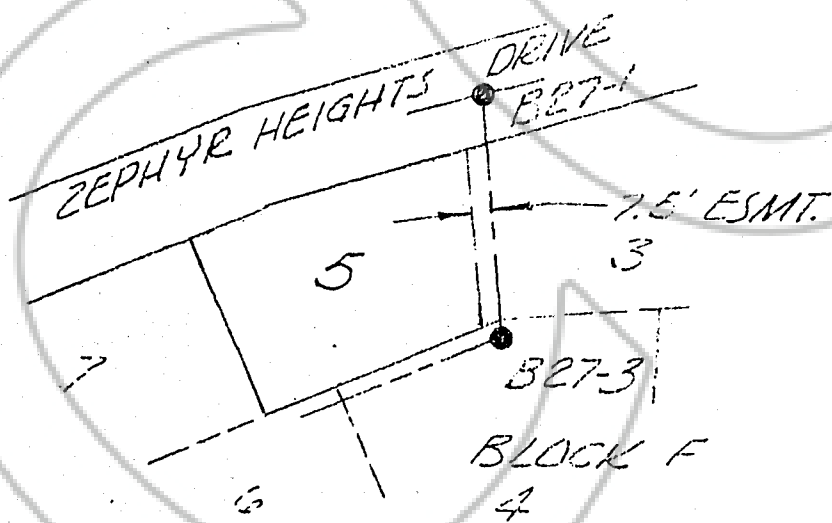 ZEPHYR HEIGHTS DRIVE
B27-1
7.5' ESMT.
3
5
7
B27-3
BLOCK F
6
4